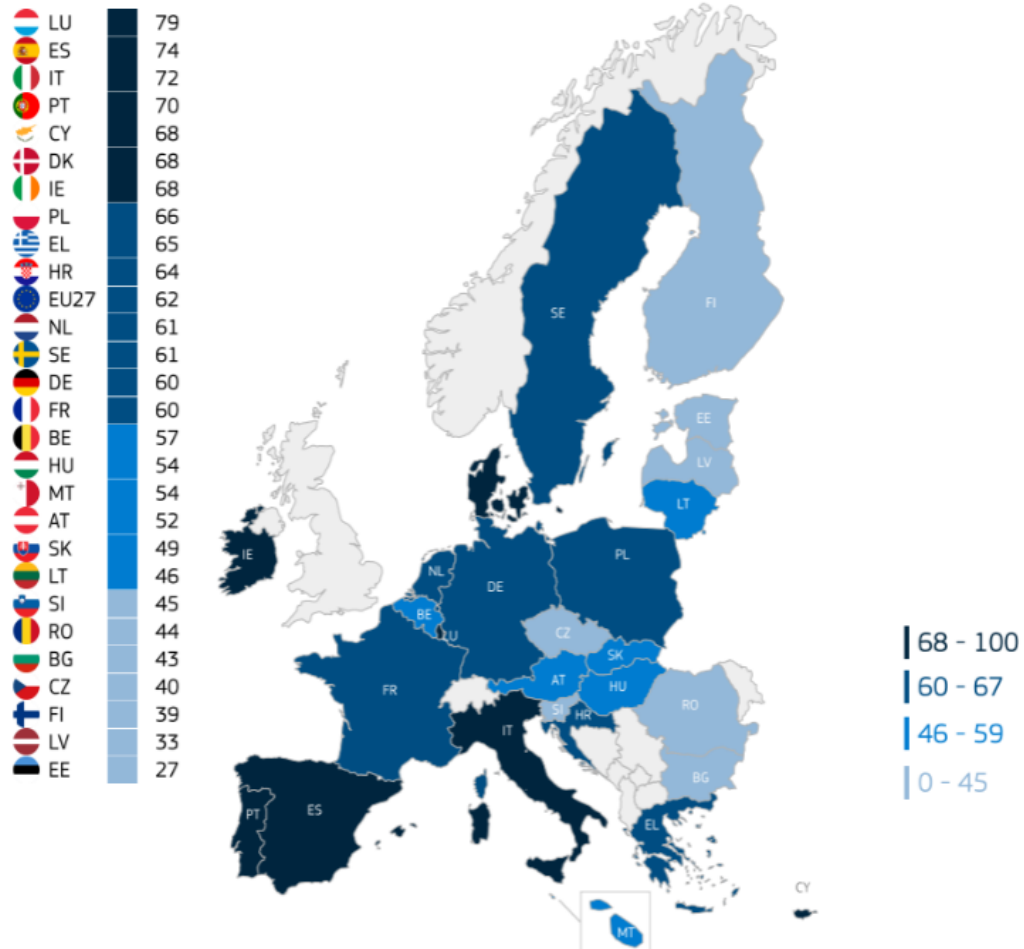 LU 79
ES 74
IT 72
PT 70
CY 68
DK 68
IE 68
PL 66
EL 65
HR 64
EU27 62
NL 61
SE 61
DE 60
FR 60
BE 57
HU 54
MT 54
AT 52
SK 49
LT 46
SI 45
RO 44
BG 43
CZ 40
FI 39
LV 33
EE 27
FI
SE
EE
LV
LT
IE
NL
DE
PL
BE
LU
CZ
SK
FR
AT
HU
SI
HR
RO
IT
BG
PT
ES
EL
CY
MT
68 - 100
60 - 67
46 - 59
0 - 45